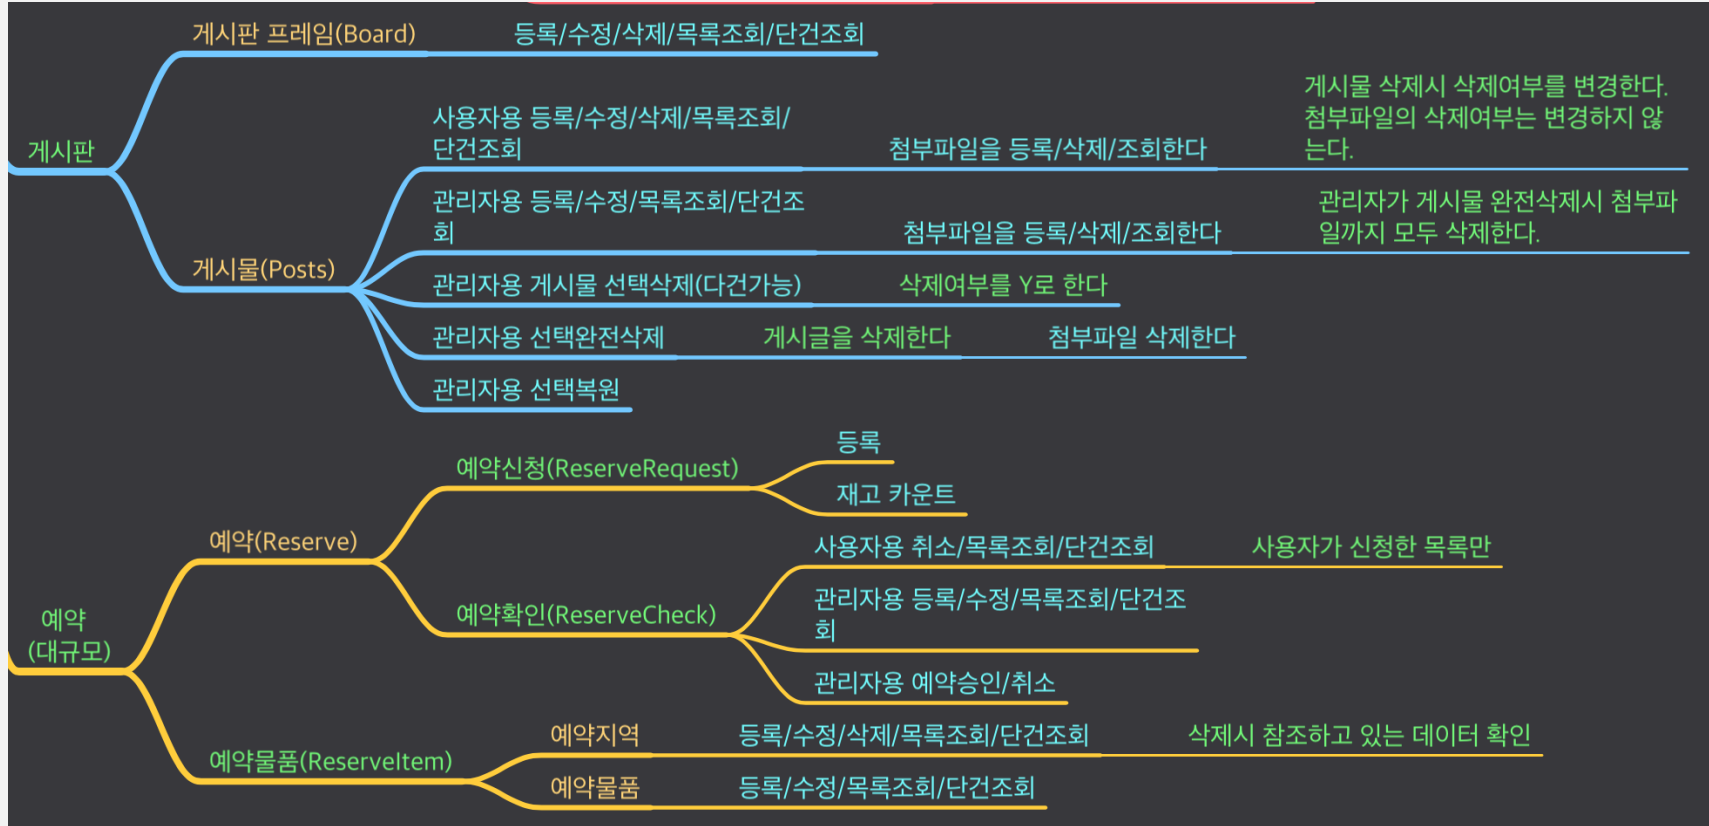 게시판 프레임(Board)
등록/수정/삭제/목록조회/단건조회
게시판
게시물(Posts)
사용자용 등록/수정/삭제/목록조회/
단건조회
첨부파일을 등록/삭제/조회한다
게시물 삭제시 삭제여부를 변경한다.
첨부파일의 삭제여부는 변경하지 않
는다.
관리자용 등록/수정/목록조회/단건조
회
첨부파일을 등록/삭제/조회한다
관리자가 게시물 완전삭제시 첨부파
일까지 모두 삭제한다.
관리자용 게시물 선택삭제(다건가능)
삭제여부를 Y로 한다
관리자용 선택완전삭제
게시글을 삭제한다
첨부파일 삭제한다
관리자용 선택복원
예약
(대규모)
예약(Reserve)
예약신청(ReserveRequest)
등록
재고 카운트
예약확인(ReserveCheck)
사용자용 취소/목록조회/단건조회
사용자가 신청한 목록만
관리자용 등록/수정/목록조회/단건조
회
관리자용 예약승인/취소
예약물품(ReserveItem)
예약지역
등록/수정/삭제/목록조회/단건조회
삭제시 참조하고 있는 데이터 확인
예약물품
등록/수정/목록조회/단건조회